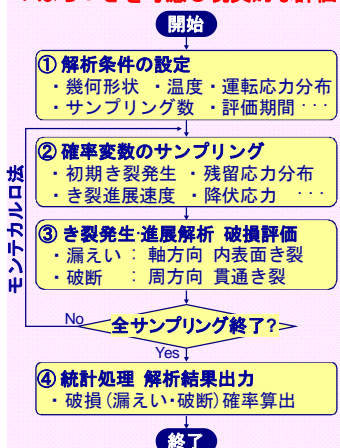 開始
① 解析条件の設定
・幾何形状 ・温度・運転応力分布
・サンプリング数 ・評価期間 ･･･
② 確率変数のサンプリング
・初期き裂発生 ・残留応力分布
・き裂進展速度 ・降伏応力 ･･･
③ き裂発生・進展解析 破損評価
・漏えい : 軸方向 内表面き裂
・破断 : 周方向 貫通き裂
モンテカルロ法
No
全サンプリング終了?
Yes
④ 統計処理 解析結果出力
・破損(漏えい・破断)確率算出
終了